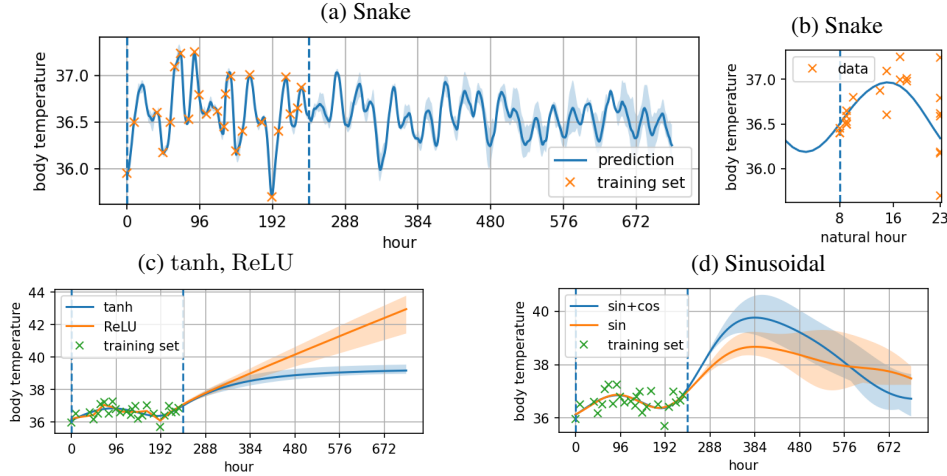 (a) Snake
37.0
36.5
36.0
body temperature
prediction
training set
0 96 192 288 384 480 576 672
hour
(b) Snake
37.0
36.5
36.0
body temperature
data
8 16 23
natural hour
(c) tanh, ReLU
44
42
40
38
36
body temperature
tanh
ReLU
training set
0 96 192 288 384 480 576 672
hour
(d) Sinusoidal
40
38
36
body temperature
sin+cos
sin
training set
0 96 192 288 384 480 576 672
hour